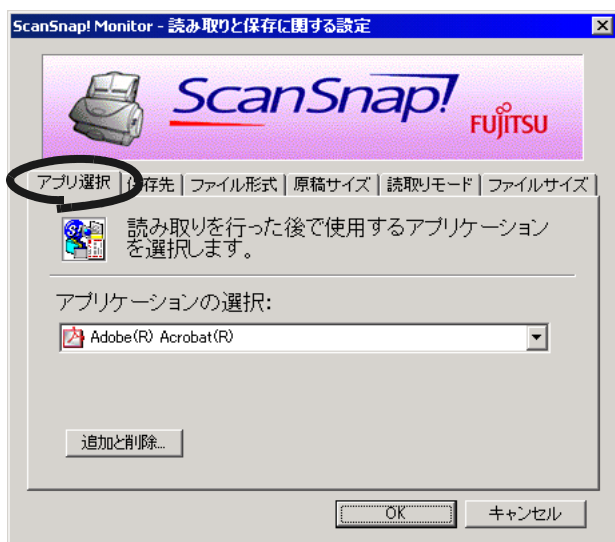 ScanSnap! Monitor - 読み取りと保存に関する設定
ScanSnap!
FUJITSU
アプリ選択 保存先 ファイル形式 原稿サイズ 読取りモード ファイルサイズ
読み取りを行った後で使用するアプリケーション
を選択します。
アプリケーションの選択:
Adobe(R) Acrobat(R)
追加と削除...
OK キャンセル